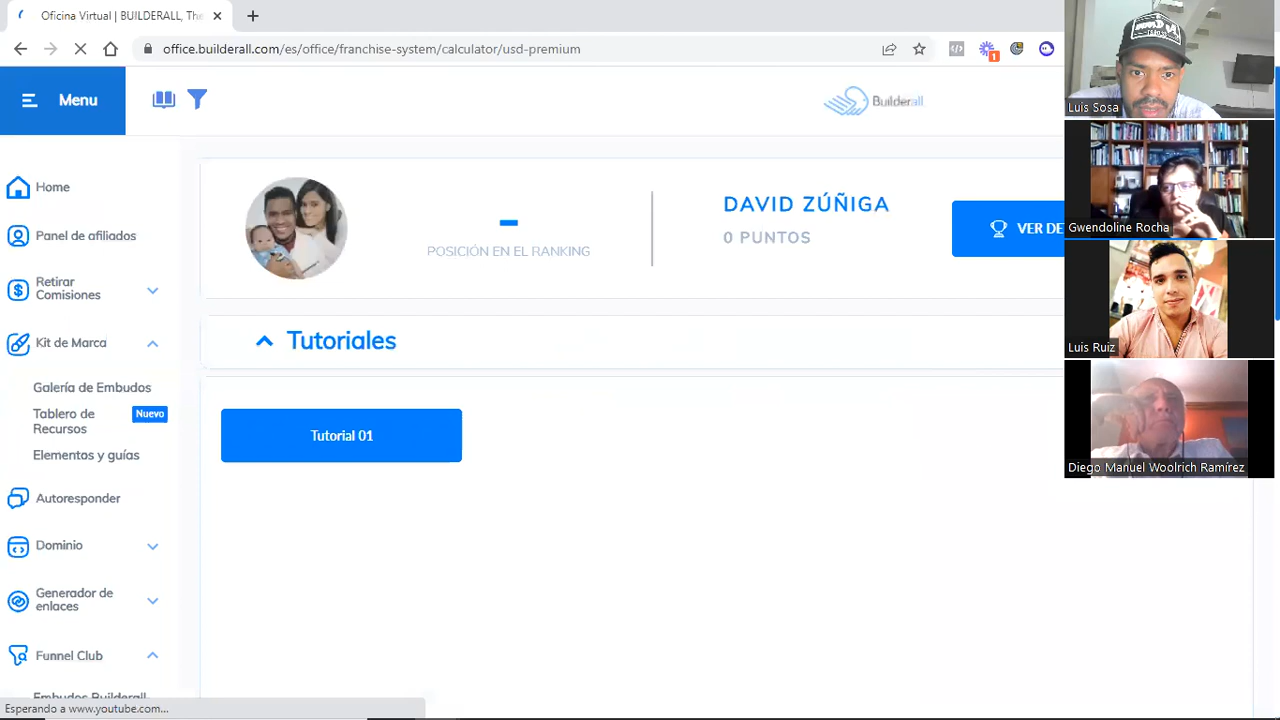 Oficina Virtual | BUILDERALL, The
office.builderall.com/es/office/franchise-system/calculator/usd-premium
1
Menu
Builderall
Home
Panel de afiliados
Retirar
Comisiones
Kit de Marca
Galería de Embudos
Tablero de
Recursos
Nuevo
Elementos y guías
Autoresponder
Dominio
Generador de
enlaces
Funnel Club
Embudos Builderall
Esperando a www.youtube.com...
POSICIÓN EN EL RANKING
DAVID ZÚÑIGA
0 PUNTOS
VER DE
Tutoriales
Tutorial 01
Luis Sosa
Gwendoline Rocha
Luis Ruiz
Diego Manuel Woolrich Ramírez